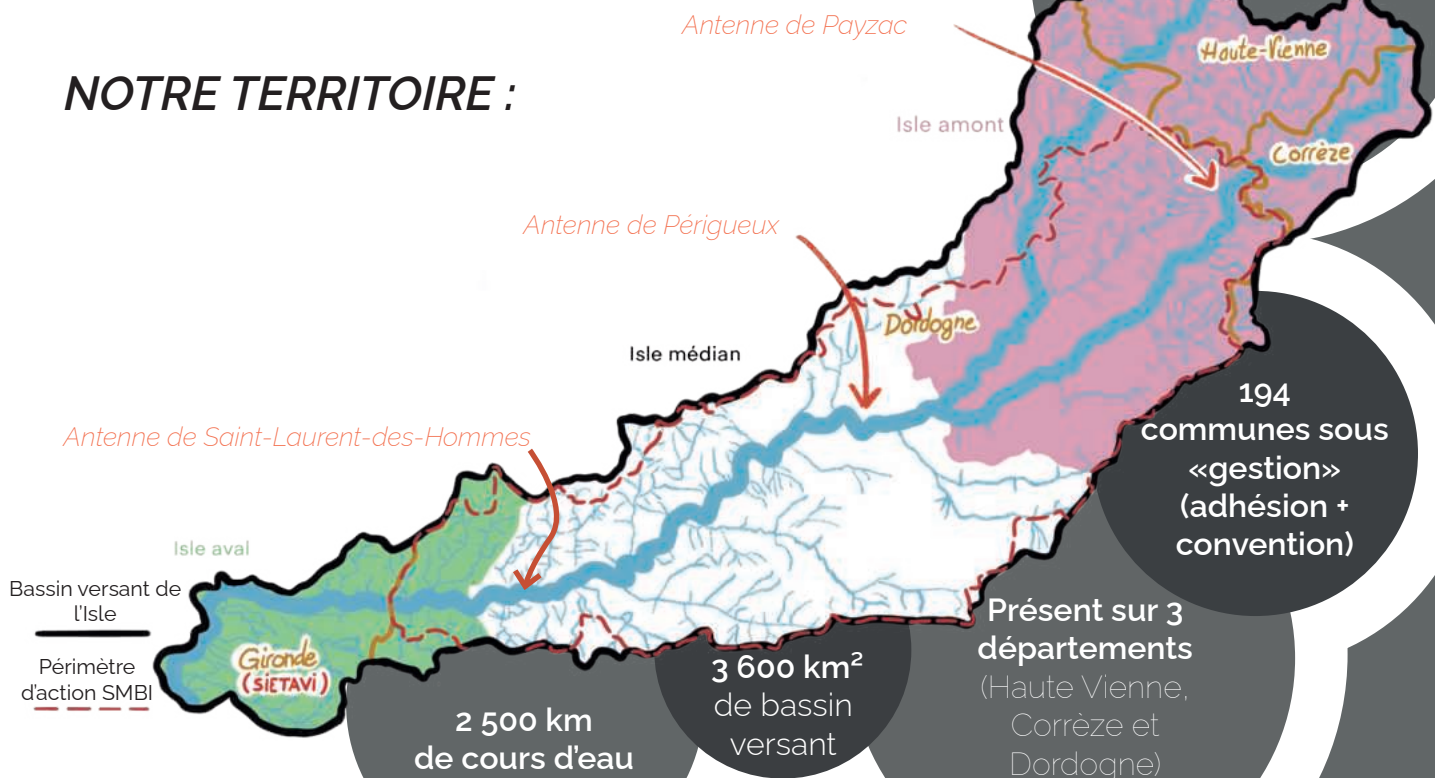 NOTRE TERRITOIRE :
Antenne de Payzac
Haute-Vienne
Isle amont
Corrèze
Antenne de Périgueux
Dordogne
Isle médian
Antenne de Saint-Laurent-des-Hommes
Isle aval
Bassin versant de
l'Isle
Périmètre
d'action SMBI
Gironde
(SIETAVI)
194
communes sous
«gestion»
(adhésion +
convention)
Présent sur 3
départements
(Haute Vienne,
Corrèze et
Dordogne)
3 600 km²
de bassin
versant
2 500 km
de cours d'eau